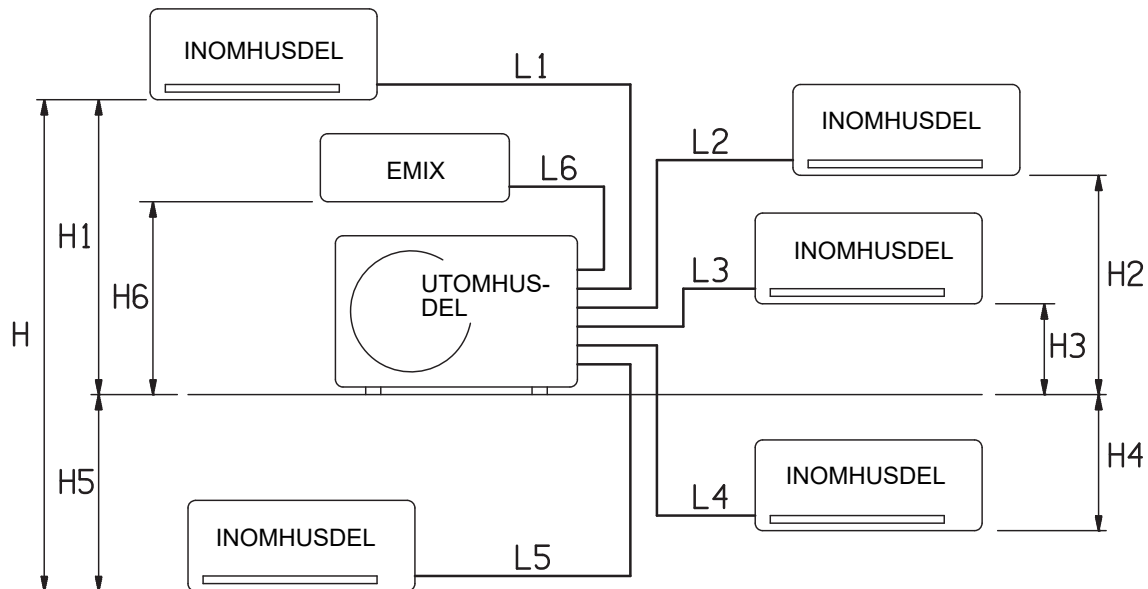 INOMHUSDEL
L1
INOMHUSDEL
L2
EMIX
L6
H1
H6
H
UTOMHUS-
DEL
L3
INOMHUSDEL
H2
H3
H5
H4
INOMHUSDEL
L4
INOMHUSDEL
L5